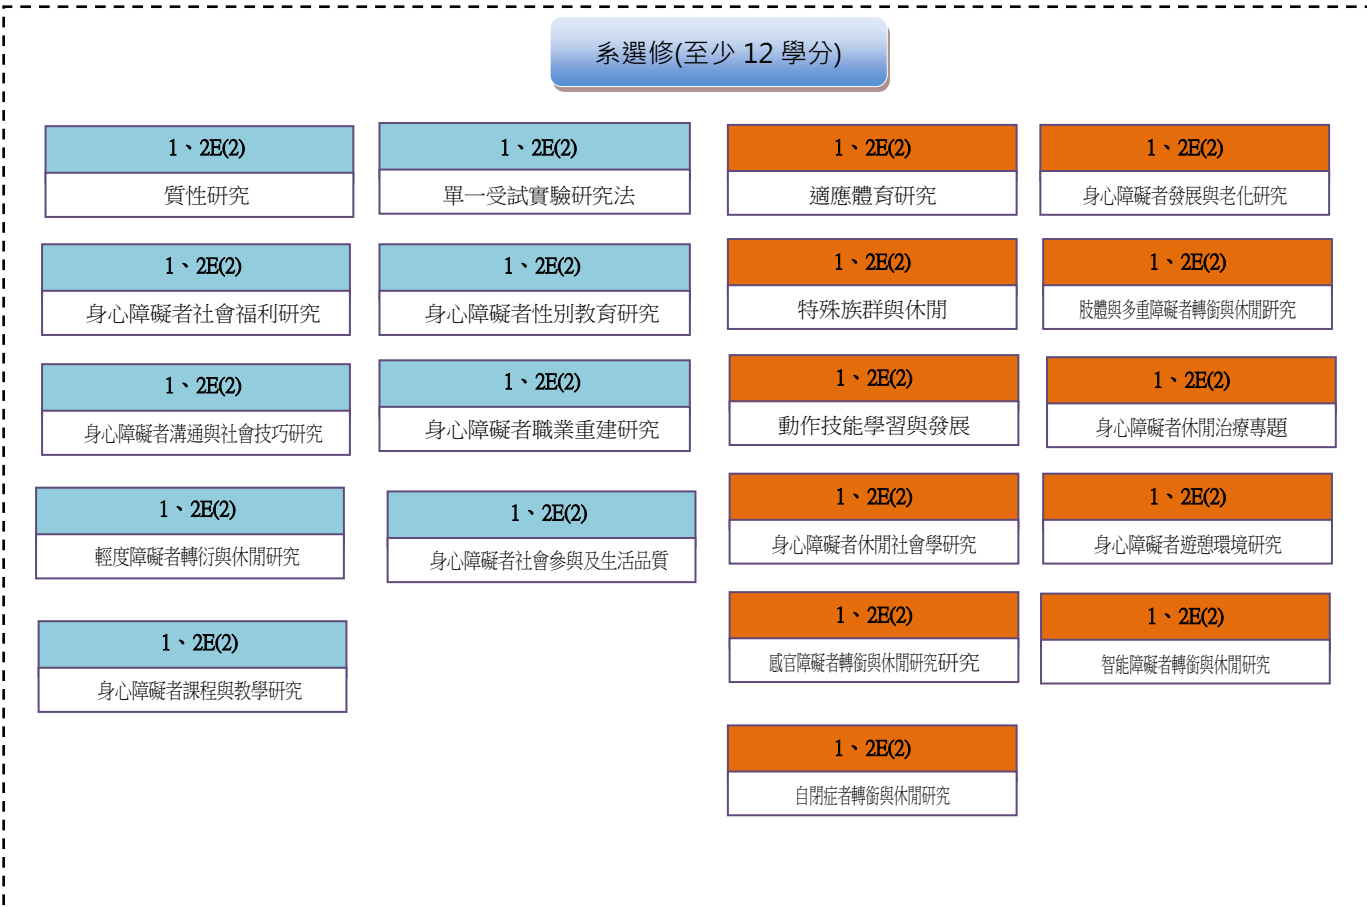 系選修(至少 12 學分)
1、2E(2)
質性研究
1、2E(2)
單一受試實驗研究法
1、2E(2)
適應體育研究
1、2E(2)
身心障礙者發展與老化研究
1、2E(2)
身心障礙者社會福利研究
1、2E(2)
身心障礙者性別教育研究
1、2E(2)
特殊族群與休閒
1、2E(2)
肢體與多重障礙者轉銜與休閒研究
1、2E(2)
身心障礙者溝通與社會技巧研究
1、2E(2)
身心障礙者職業重建研究
1、2E(2)
動作技能學習與發展
1、2E(2)
身心障礙者休閒治療專題
1、2E(2)
輕度障礙者轉衍與休閒研究
1、2E(2)
身心障礙者社會參與及生活品質
1、2E(2)
身心障礙者休閒社會學研究
1、2E(2)
身心障礙者遊憩環境研究
1、2E(2)
身心障礙者課程與教學研究
1、2E(2)
感官障礙者轉銜與休閒研究研究
1、2E(2)
智能障礙者轉銜與休閒研究
1、2E(2)
自閉症者轉銜與休閒研究